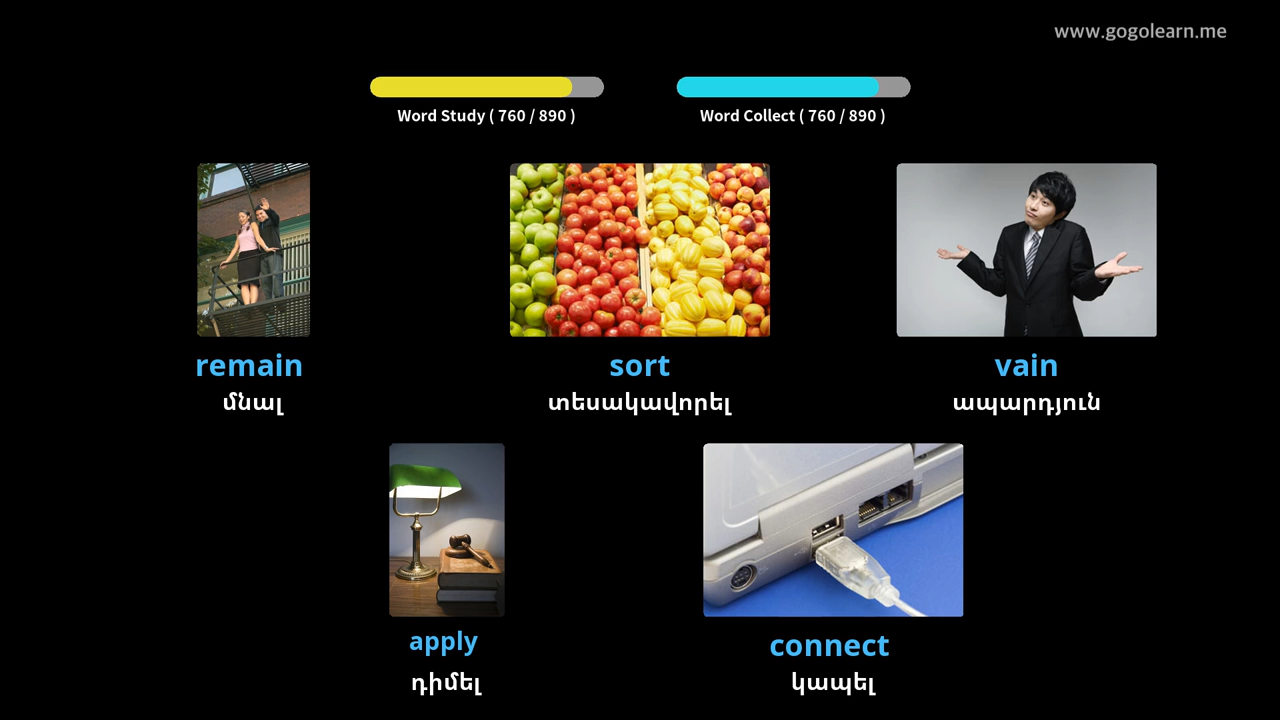 www.gogolearn.me
Word Study ( 760 / 890 )
Word Collect ( 760 / 890 )
remain
մնալ
sort
տեսակավորել
vain
ապարդյուն
apply
դիմել
connect
կապել